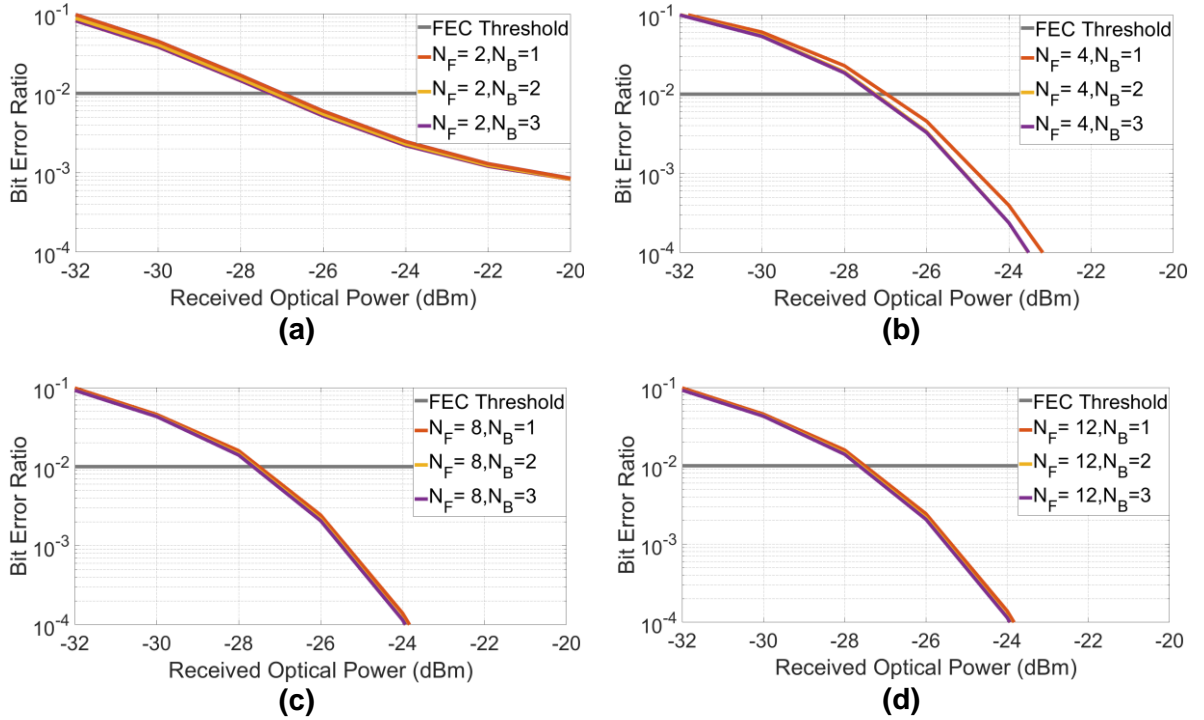 10^-1
10^-2
10^-3
10^-4
Bit Error Ratio
FEC Threshold
N_F= 2,N_B=1
N_F= 2,N_B=2
N_F= 2,N_B=3
-32 -30 -28 -26 -24 -22 -20
Received Optical Power (dBm)
(a)
10^-1
10^-2
10^-3
10^-4
Bit Error Ratio
FEC Threshold
N_F= 4,N_B=1
N_F= 4,N_B=2
N_F= 4,N_B=3
-32 -30 -28 -26 -24 -22 -20
Received Optical Power (dBm)
(b)
10^-1
10^-2
10^-3
10^-4
Bit Error Ratio
FEC Threshold
N_F= 8,N_B=1
N_F= 8,N_B=2
N_F= 8,N_B=3
-32 -30 -28 -26 -24 -22 -20
Received Optical Power (dBm)
(c)
10^-1
10^-2
10^-3
10^-4
Bit Error Ratio
FEC Threshold
N_F= 12,N_B=1
N_F= 12,N_B=2
N_F= 12,N_B=3
-32 -30 -28 -26 -24 -22 -20
Received Optical Power (dBm)
(d)